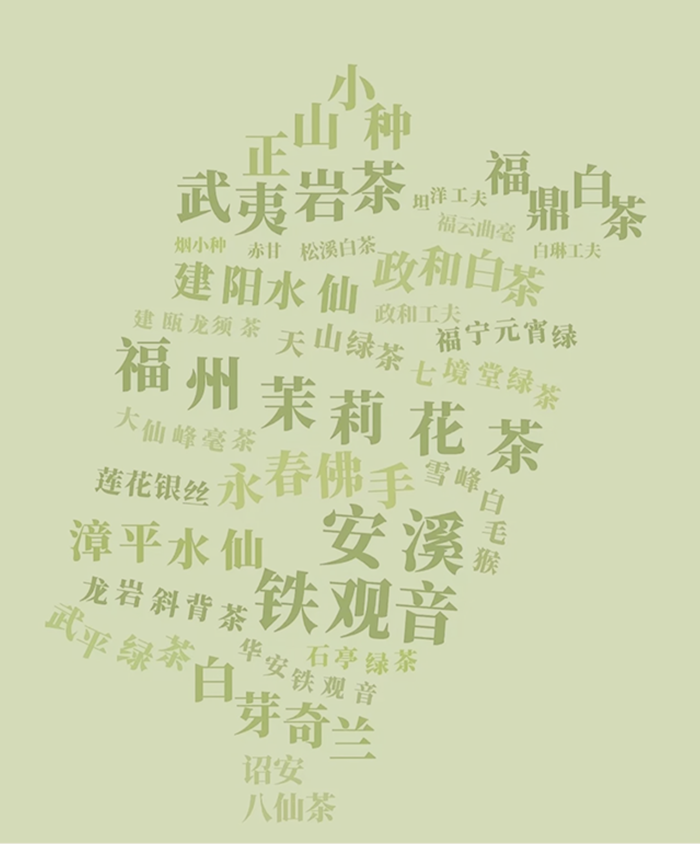 正山小种
武夷岩茶
坦洋工夫
福鼎白茶
福云曲毫
烟小种
赤甘
松溪白茶
白琳工夫
建阳水仙
政和白茶
政和工夫
建瓯龙须茶
天山绿茶
福宁元宵绿
七境堂绿茶
福州茉莉花茶
大仙峰毫茶
莲花银丝
永春佛手
雪峰白毛猴
漳平水仙
安溪铁观音
龙岩斜背茶
武平绿茶
华安铁观音
石亭绿茶
白芽奇兰
诏安
八仙茶